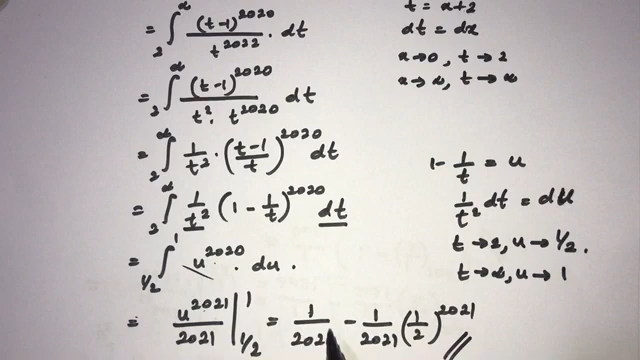 = ₂∫^∝ (t-1)^2020 / t^2022 · dt
t = x+2
dt = dx
x→0, t→2
x→∝, t→∝
= ₂∫^∝ (t-1)^2020 / t² · t^2020 dt
= ₂∫^∝ 1/t² · (t-1/t)^2020 dt
= ₂∫^∝ 1/t² (1 - 1/t)^2020 dt
1 - 1/t = u
1/t² dt = du
t→2, u→1/2.
t→∝, u→1
= 1/2∫^1 u^2020 · du.
= u^2021/2021 |^1 1/2 = 1/2021 - 1/2021 (1/2)^2021